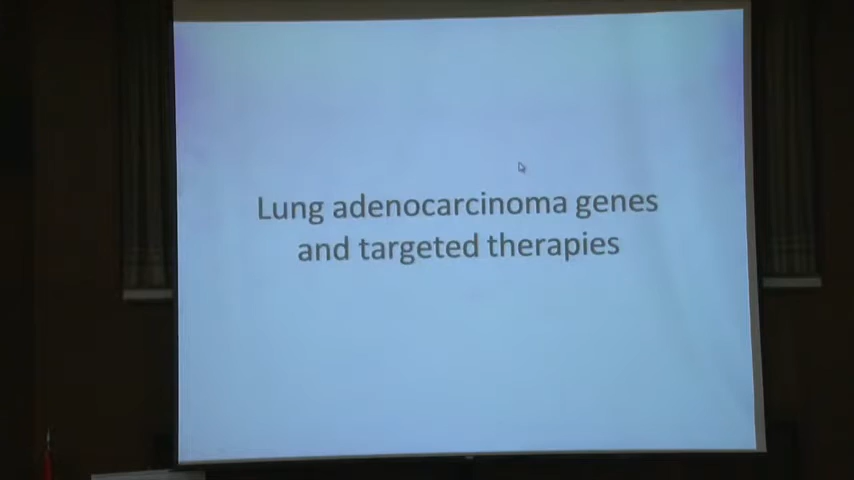 Lung adenocarcinoma genes
and targeted therapies